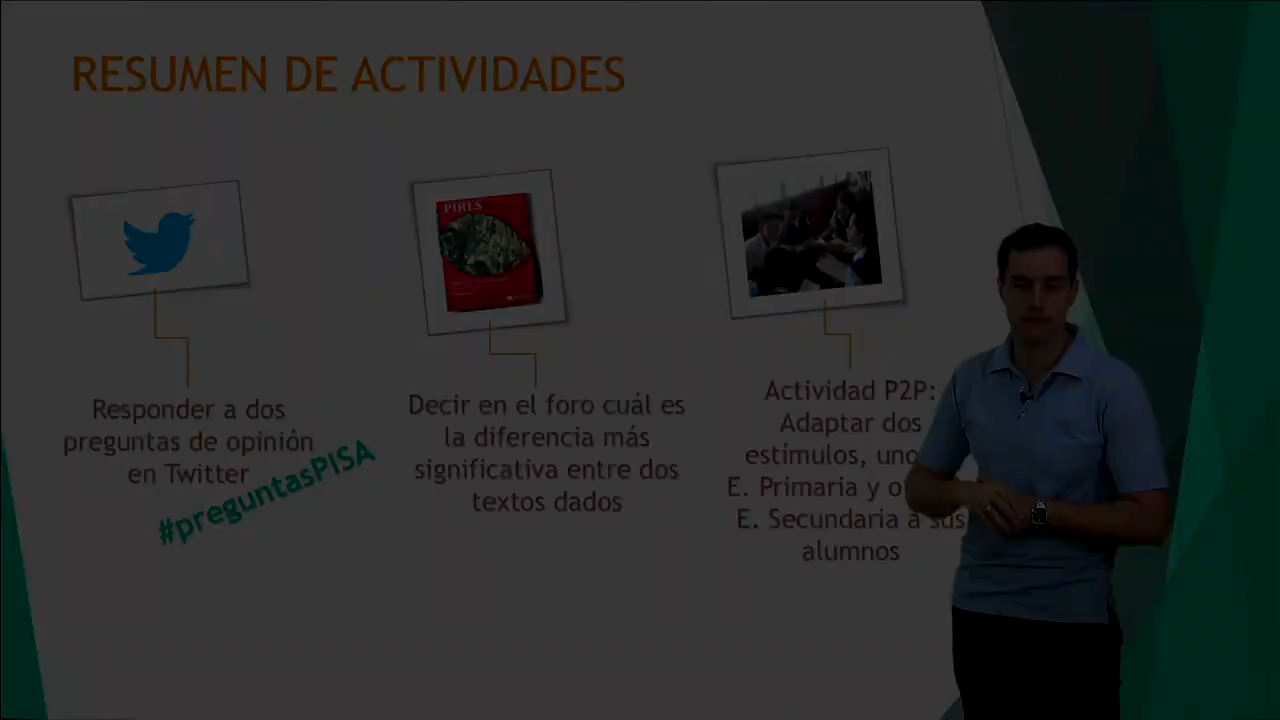 RESUMEN DE ACTIVIDADES
PIRLS
Responder a dos
preguntas de opinión
en Twitter
#preguntasPISA
Decir en el foro cuál es
la diferencia más
significativa entre dos
textos dados
Actividad P2P:
Adaptar dos
estímulos, uno
E. Primaria y o
E. Secundaria a sus
alumnos